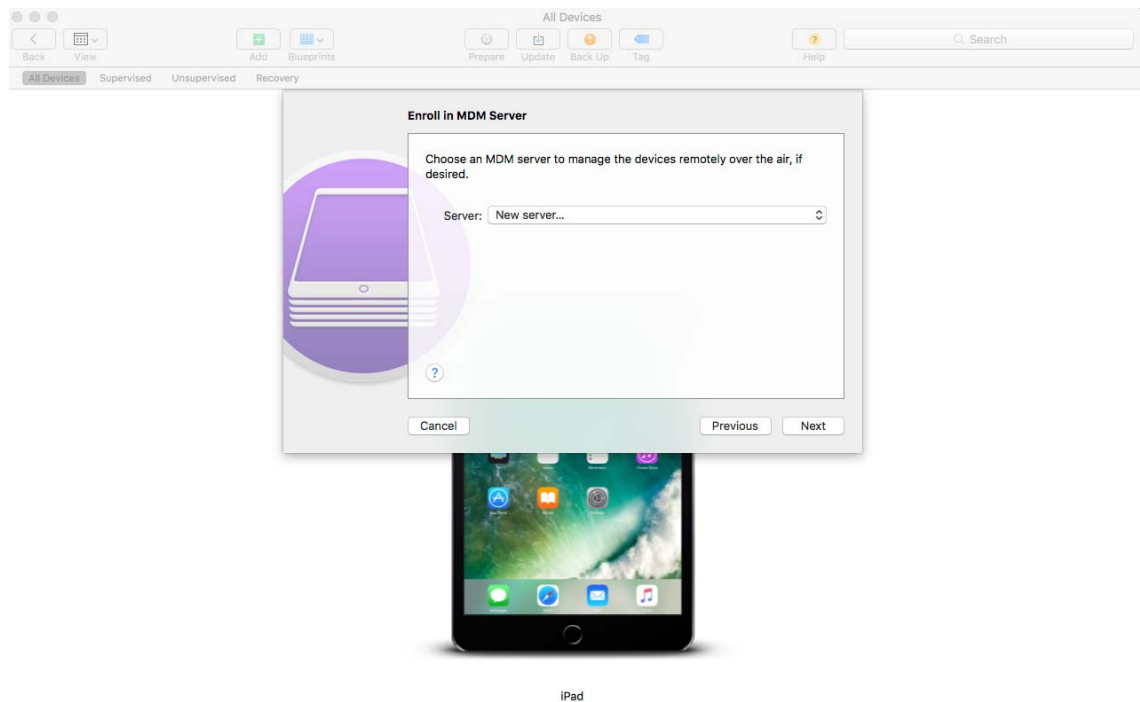 All Devices
Back View Add Blueprints Prepare Update Back Up Tag Help Search
All Devices Supervised Unsupervised Recovery
Enroll in MDM Server
Choose an MDM server to manage the devices remotely over the air, if
desired.
Server: New server...
?
Cancel Previous Next
iPad